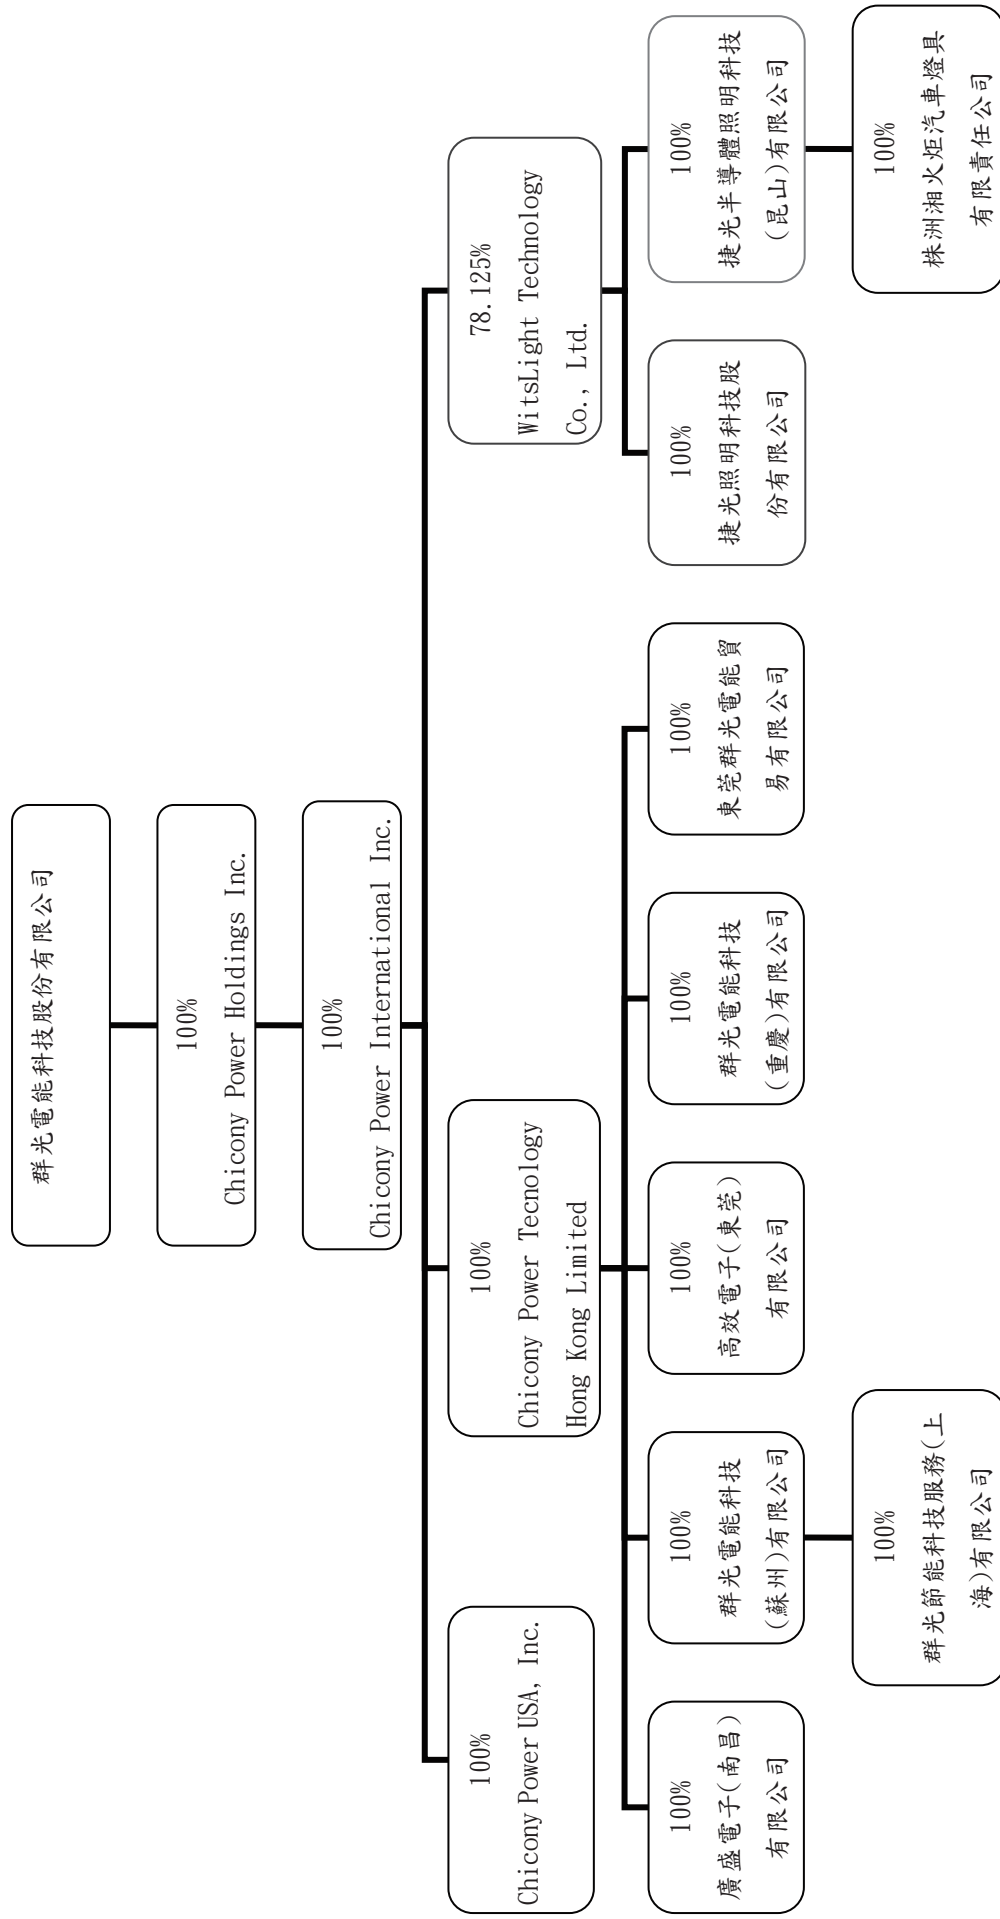 群光電能科技股份有限公司
100%
Chicony Power Holdings Inc.
100%
Chicony Power International Inc.
100%
Chicony Power USA, Inc.
100%
Chicony Power Tecnology
Hong Kong Limited
78.125%
WitsLight Technology
Co., Ltd.
100%
廣盛電子(南昌)
有限公司
100%
群光電能科技
(蘇州)有限公司
100%
高效電子(東莞)
有限公司
100%
群光電能科技
(重慶)有限公司
100%
東莞群光電能貿
易有限公司
100%
捷光照明科技股
份有限公司
100%
捷光半導體照明科技
(昆山)有限公司
100%
群光節能科技服務(上
海)有限公司
100%
株洲湘火炬汽車燈具
有限責任公司